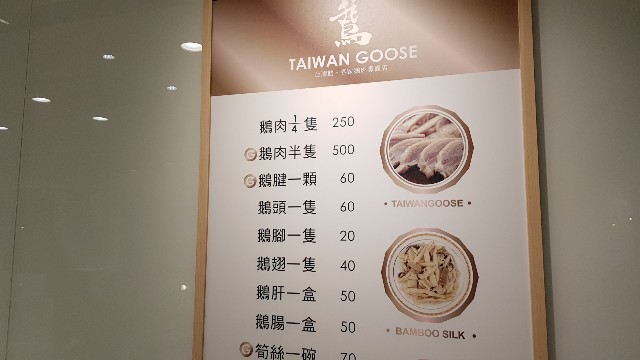 鵝
TAIWAN GOOSE
鵝肉1/4隻 250
G 鵝肉半隻 500
G 鵝腱一顆 60
鵝頭一隻 60
鵝腳一隻 20
鵝翅一隻 40
鵝肝一盒 50
鵝腸一盒 50
G 筍絲一碗 70
• TAIWANGOOSE •
• BAMBOO SILK •